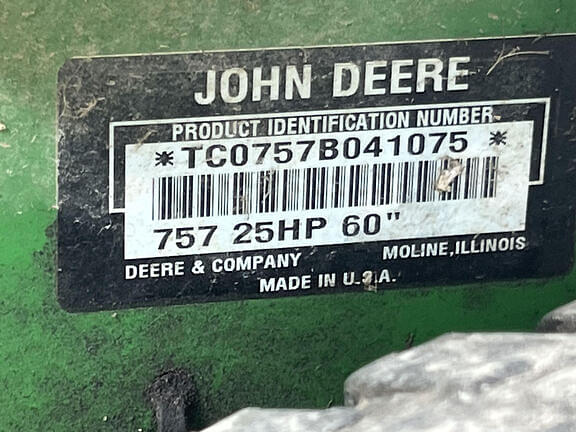 JOHN DEERE
PRODUCT IDENTIFICATION NUMBER
*TC0757B041075 *
757 25HP 60"
DEERE & COMPANY MOLINE,ILLINOIS
MADE IN U.S.A.